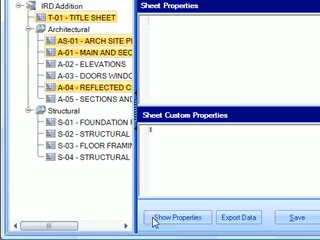 IRD Addition
T-01 - TITLE SHEET
Architectural
AS-01 - ARCH SITE P
A-01 - MAIN AND SEC
A-02 - ELEVATIONS
A-03 - DOORS WINDO
A-04 - REFLECTED C
A-05 - SECTIONS AND
Structural
S-01 - FOUNDATION
S-02 - STRUCTURAL
S-03 - FLOOR FRAMIN
S-04 - STRUCTURAL
Sheet Properties
Sheet Custom Properties
Show Properties
Export Data
Save